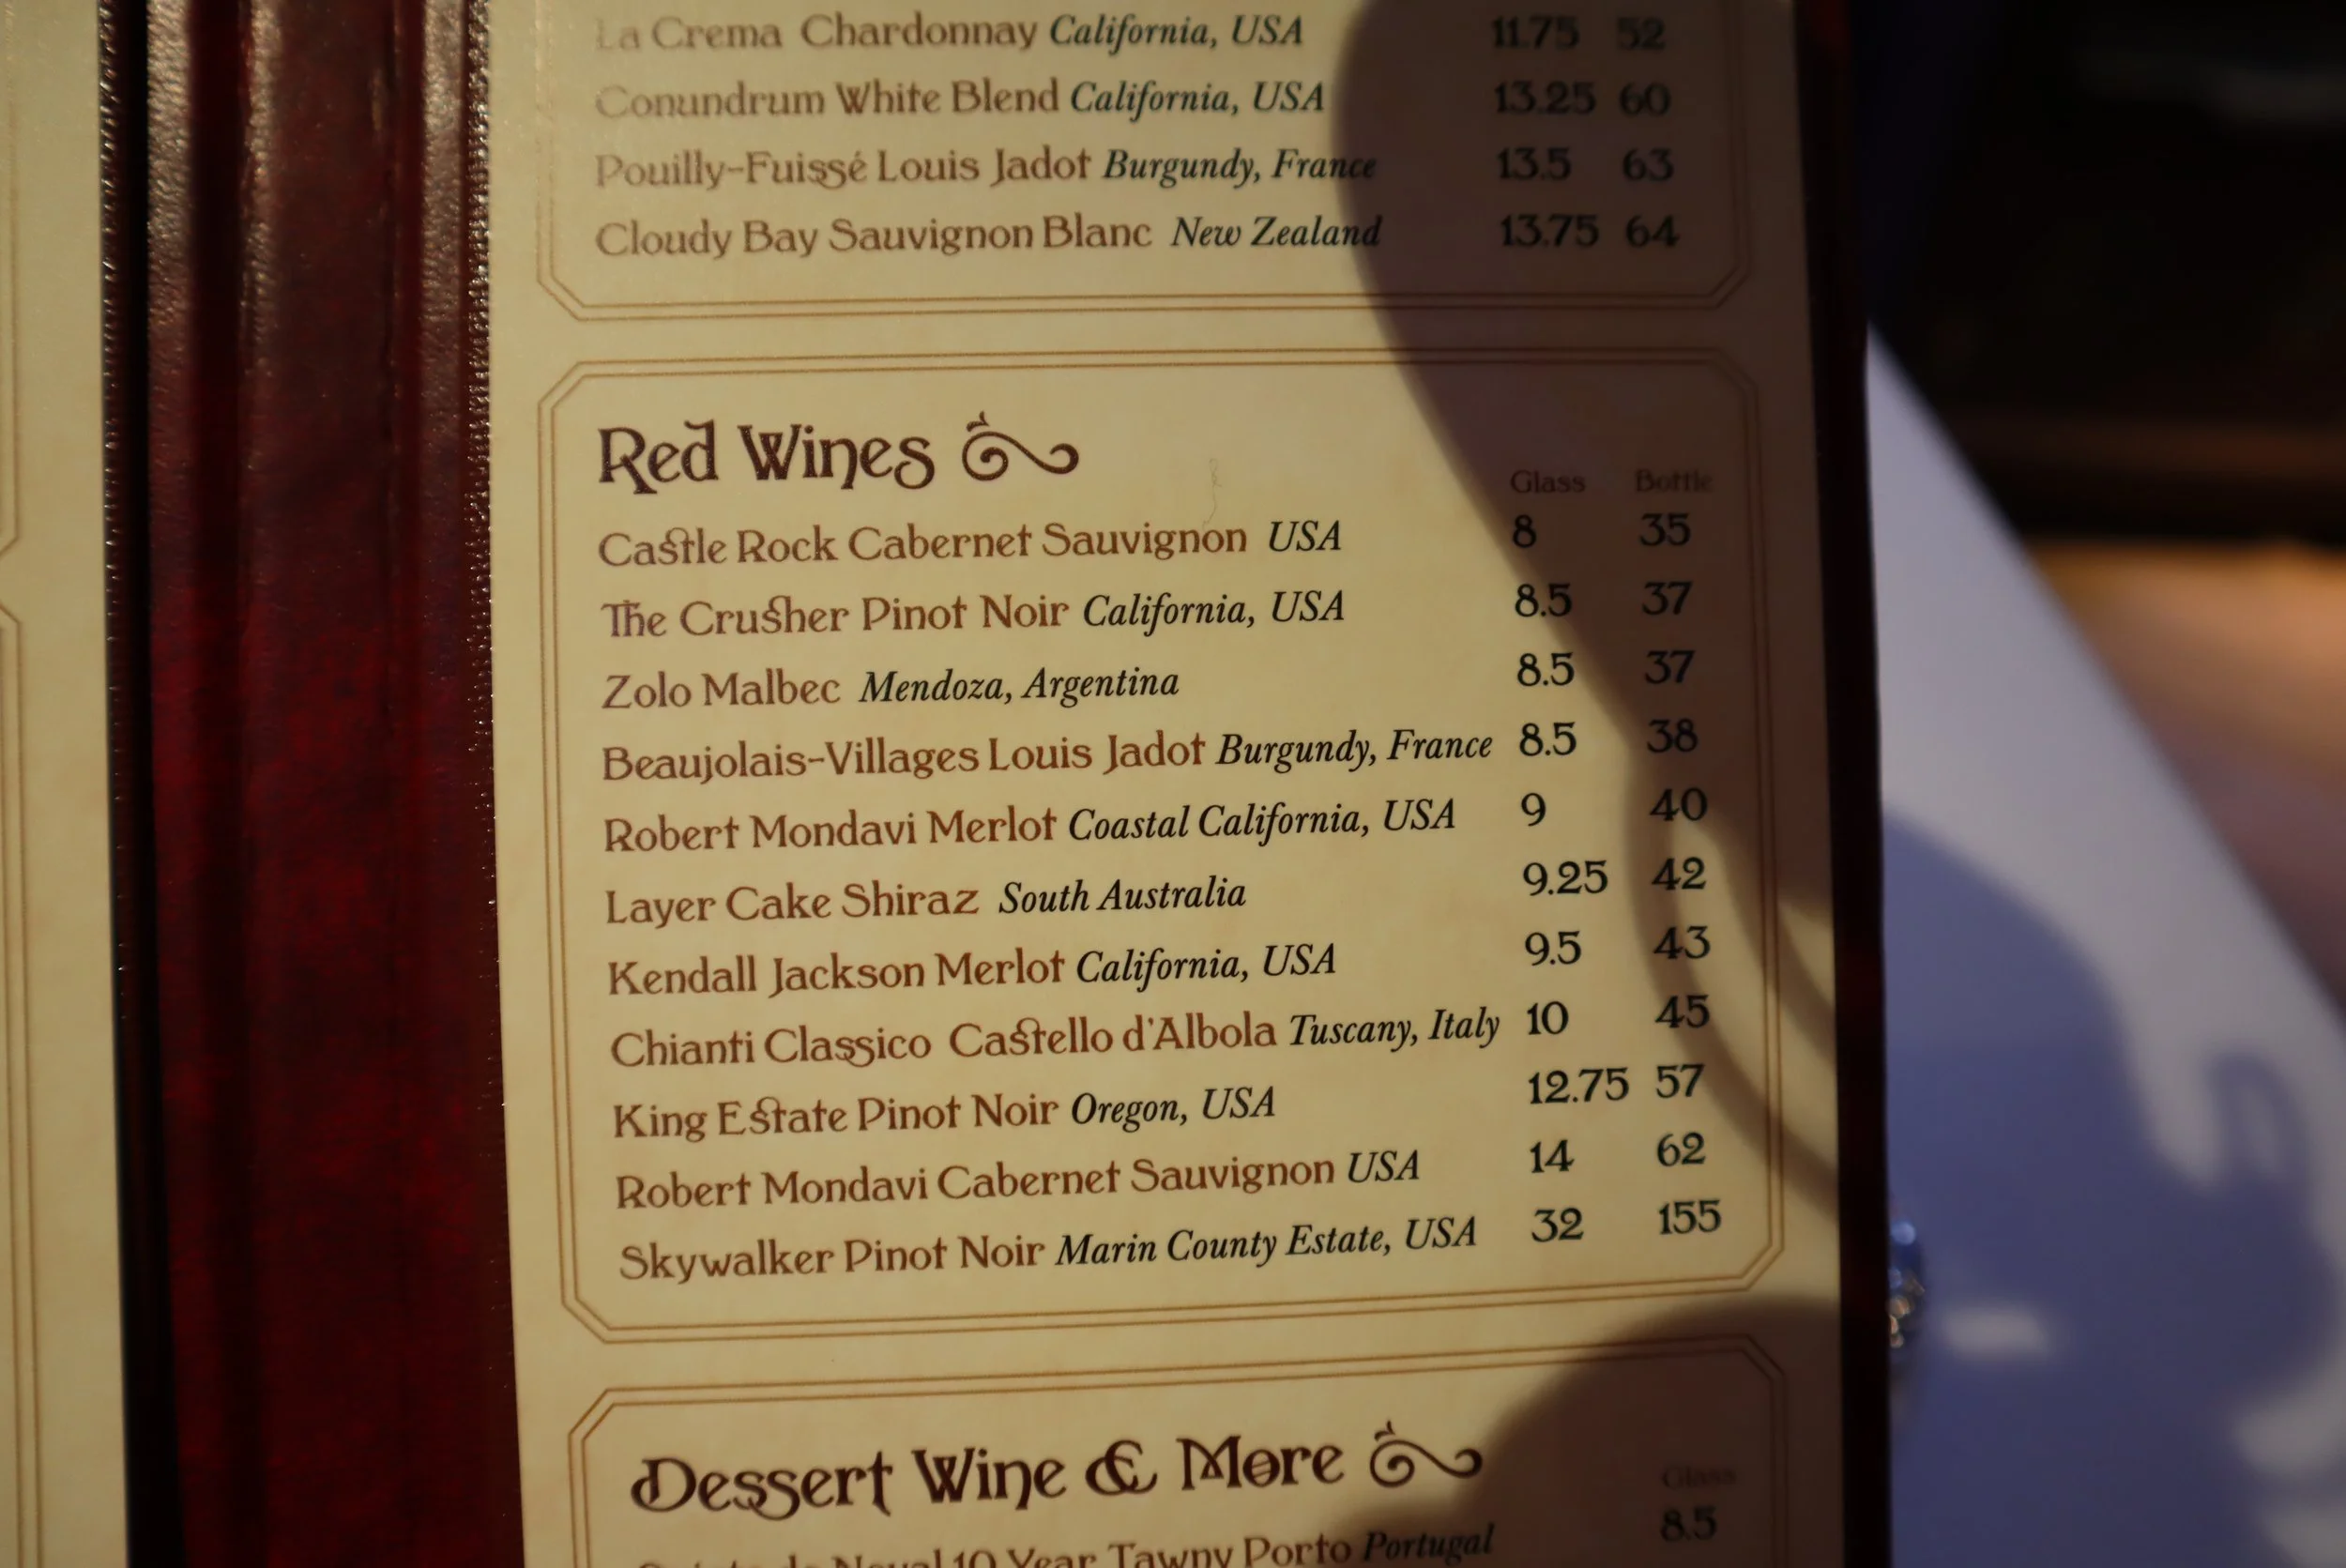 La Crema Chardonnay California, USA 11.75 52
Conundrum White Blend California, USA 13.25 60
Pouilly-Fuissé Louis Jadot Burgundy, France 13.5 63
Cloudy Bay Sauvignon Blanc New Zealand 13.75 64
Red Wines
Glass Bottle
Castle Rock Cabernet Sauvignon USA 8 35
The Crusher Pinot Noir California, USA 8.5 37
Zolo Malbec Mendoza, Argentina 8.5 37
Beaujolais-Villages Louis Jadot Burgundy, France 8.5 38
Robert Mondavi Merlot Coastal California, USA 9 40
Layer Cake Shiraz South Australia 9.25 42
Kendall Jackson Merlot California, USA 9.5 43
Chianti Classico Castello d'Albola Tuscany, Italy 10 45
King Estate Pinot Noir Oregon, USA 12.75 57
Robert Mondavi Cabernet Sauvignon USA 14 62
Skywalker Pinot Noir Marin County Estate, USA 32 155
Dessert Wine & More
Glass
10 Year Tawny Porto Portugal 8.5